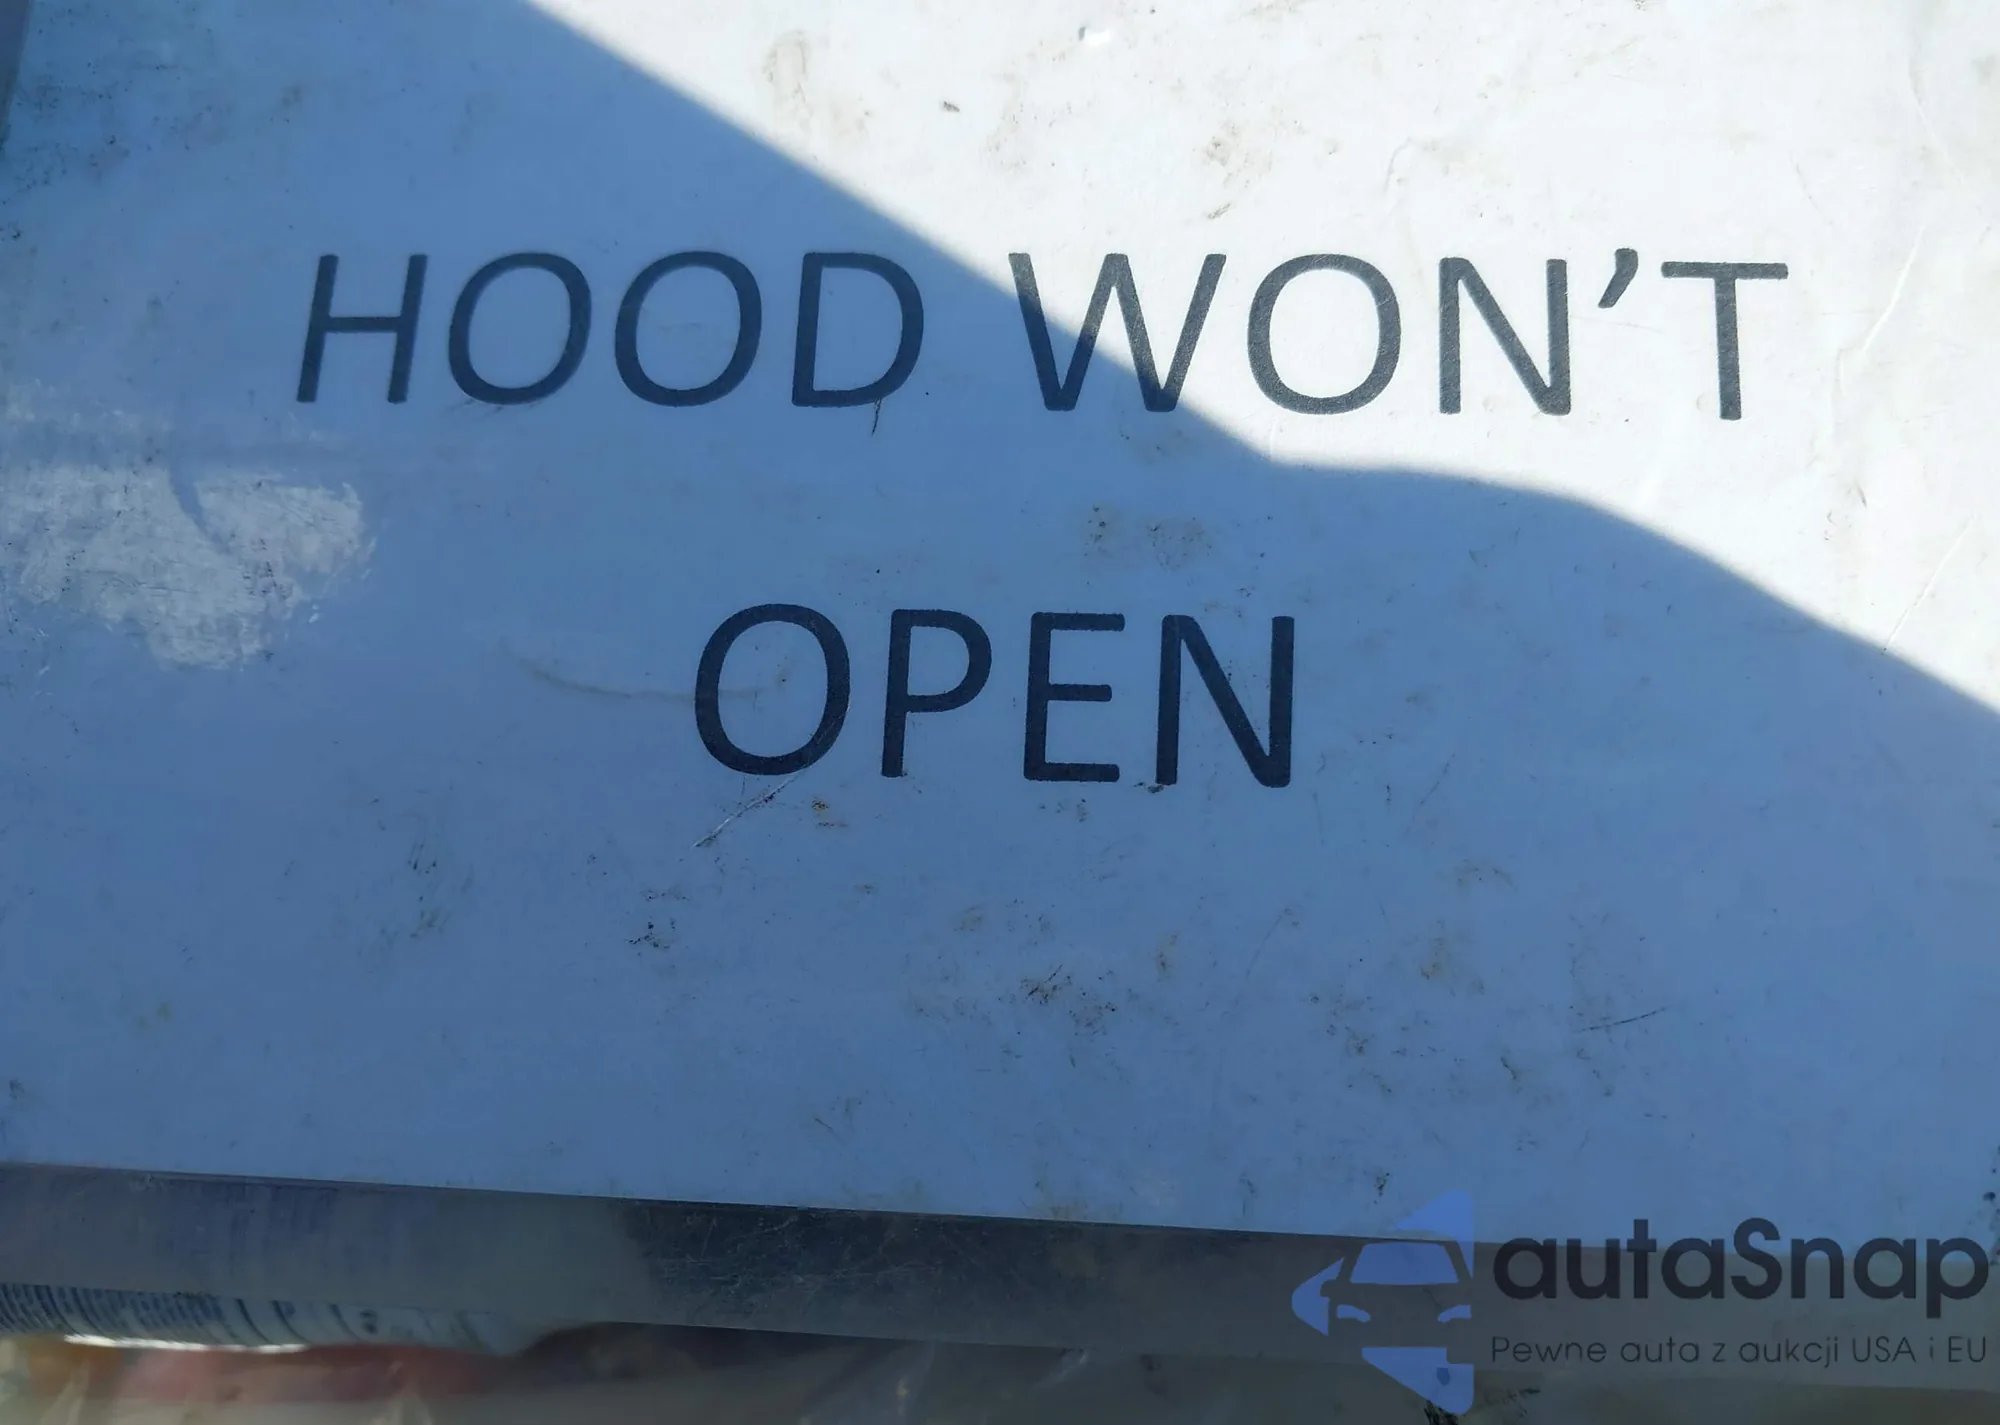 HOOD WON'T
OPEN
autaSnap
Pewne auta z aukcji USA i EU